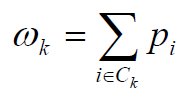 ω_k = ∑_{i∈C_k} p_i